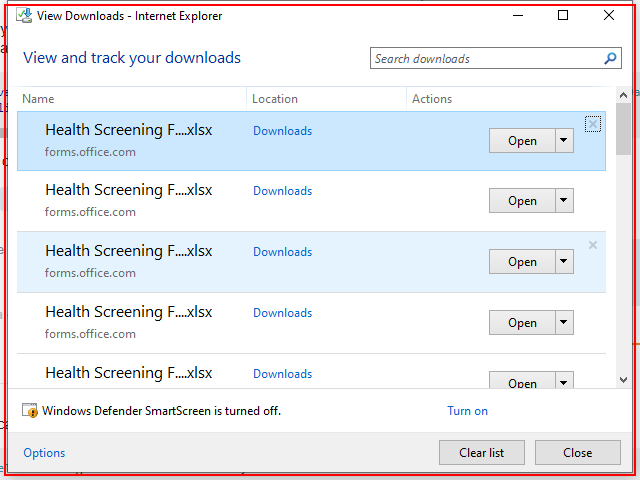 View Downloads - Internet Explorer
View and track your downloads
Search downloads
Name Location Actions
Health Screening F....xlsx Downloads Open
forms.office.com
Health Screening F....xlsx Downloads Open
forms.office.com
Health Screening F....xlsx Downloads Open
forms.office.com
Health Screening F....xlsx Downloads Open
forms.office.com
Health Screening F....xlsx Downloads Open
Windows Defender SmartScreen is turned off. Turn on
Options Clear list Close